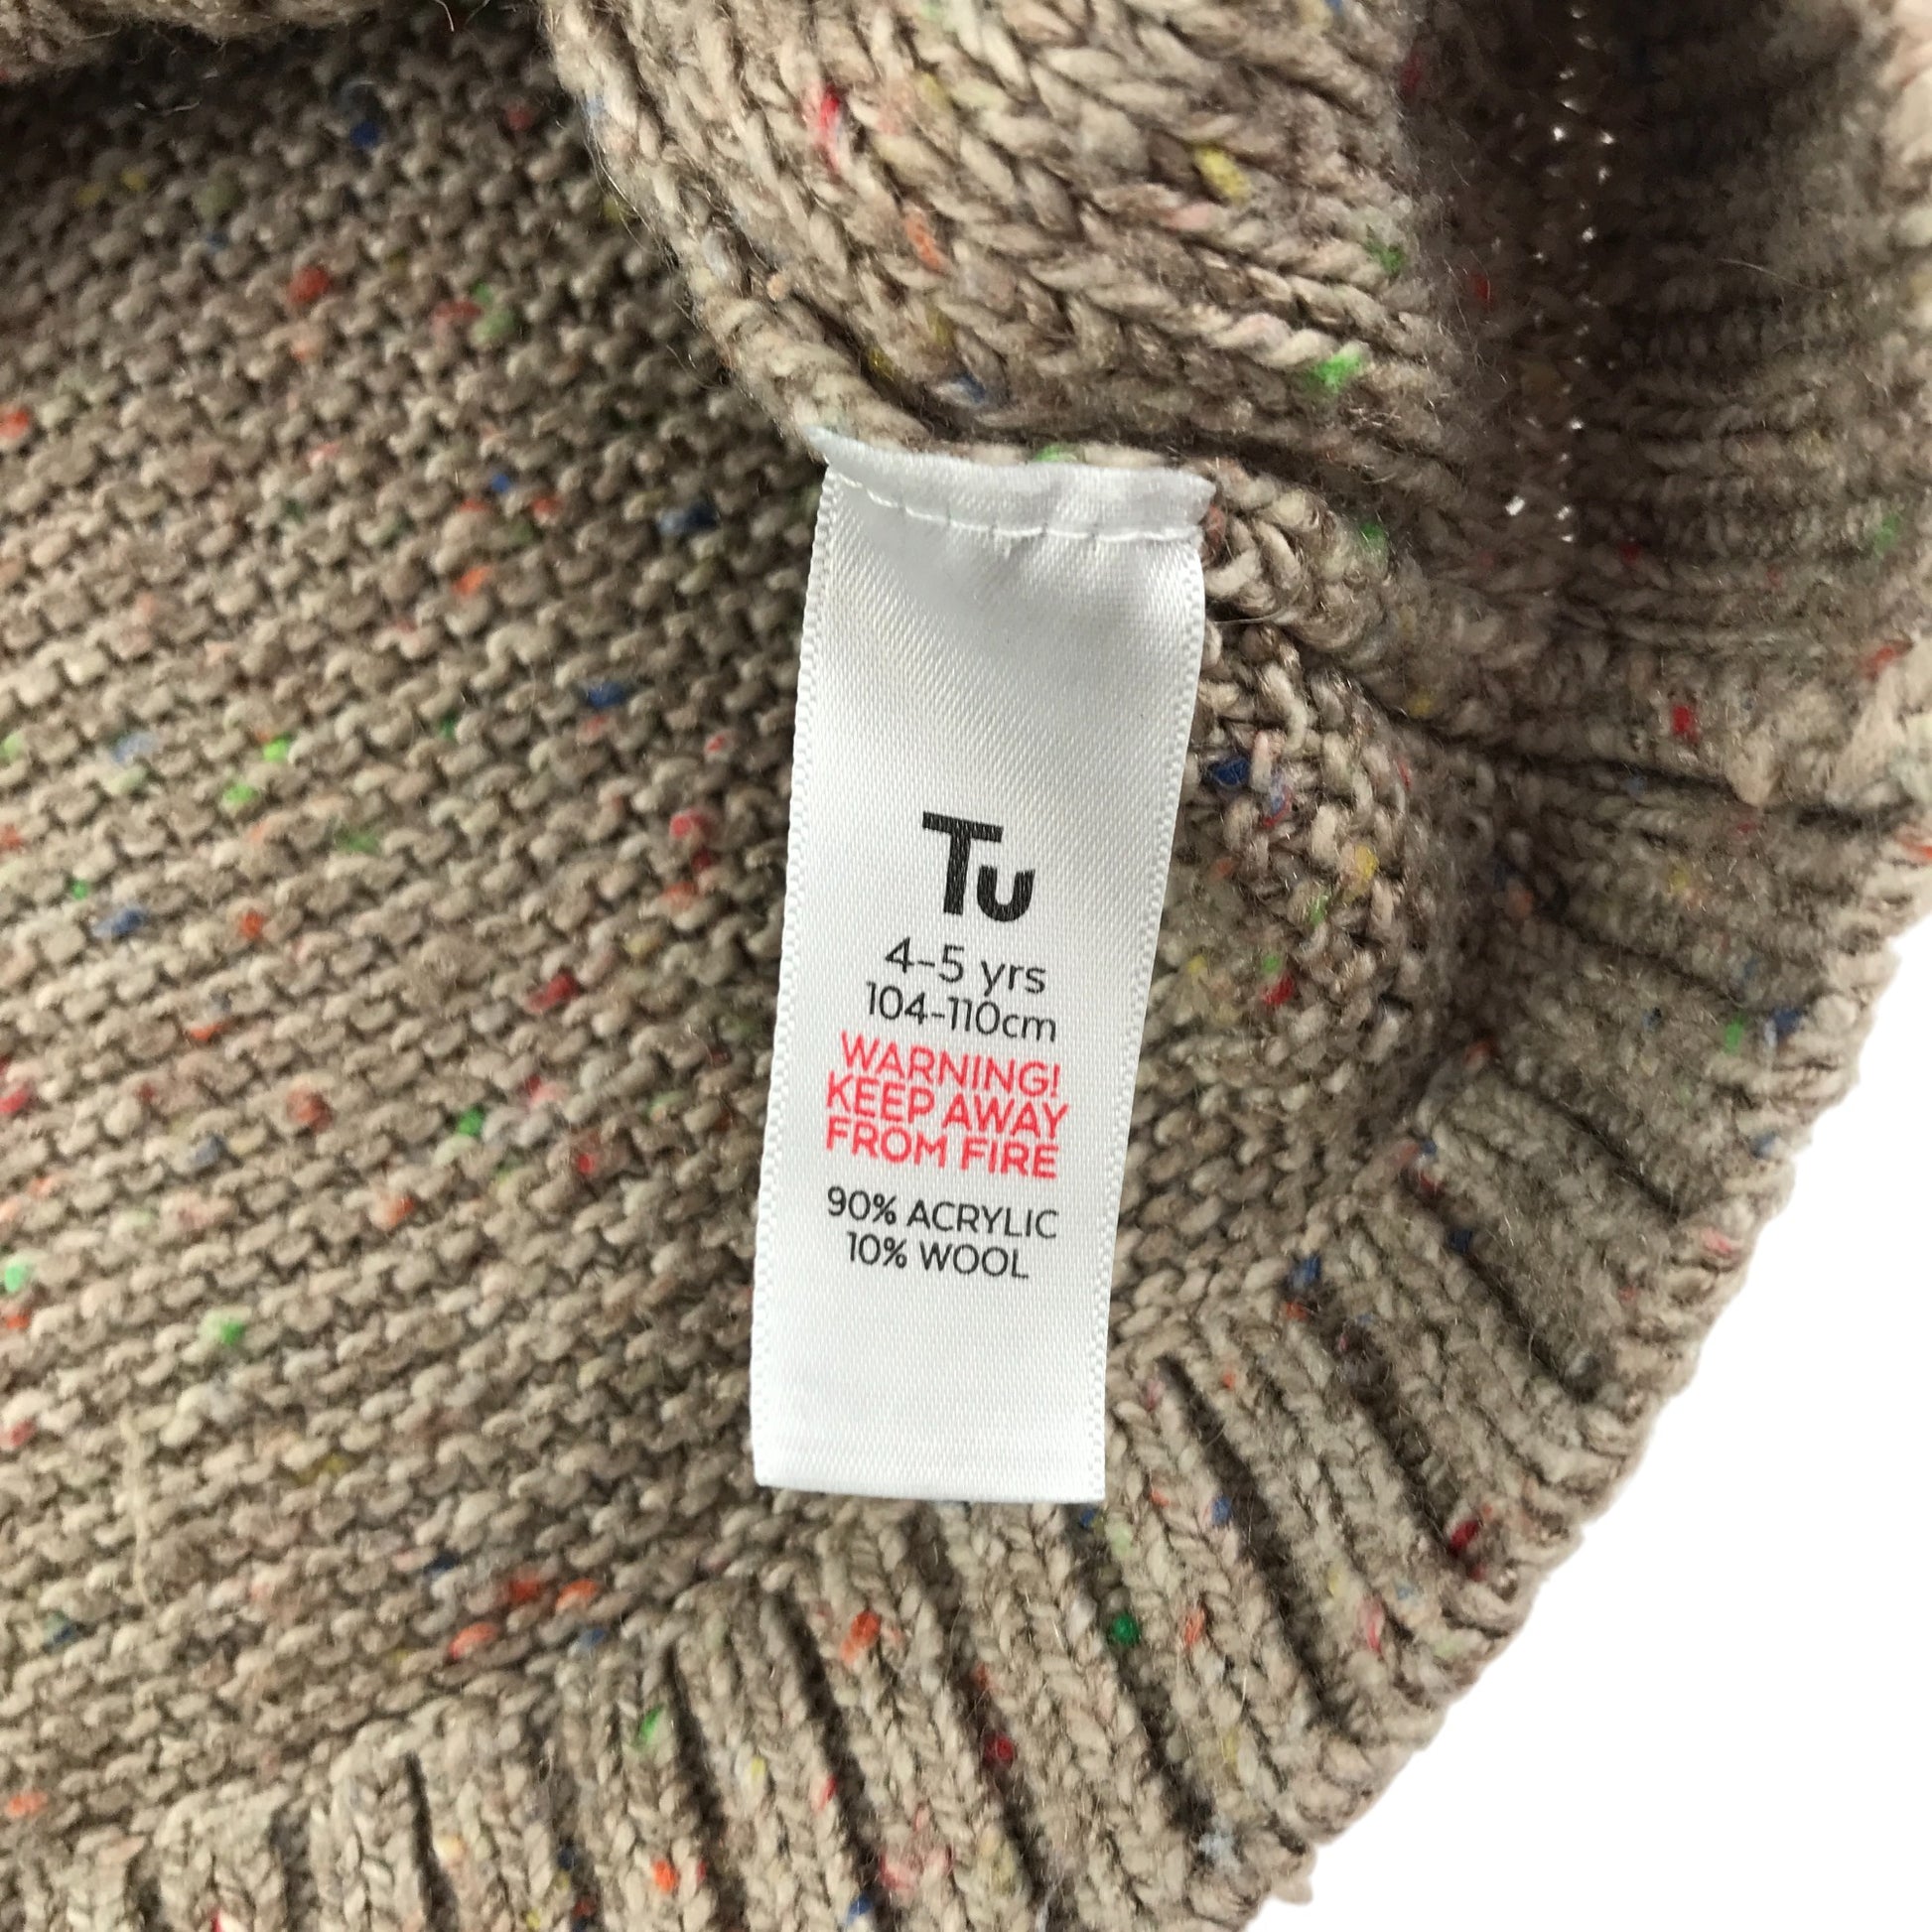 Tu
4-5 yrs
104-110cm
WARNING!
KEEP AWAY
FROM FIRE
90% ACRYLIC
10% WOOL